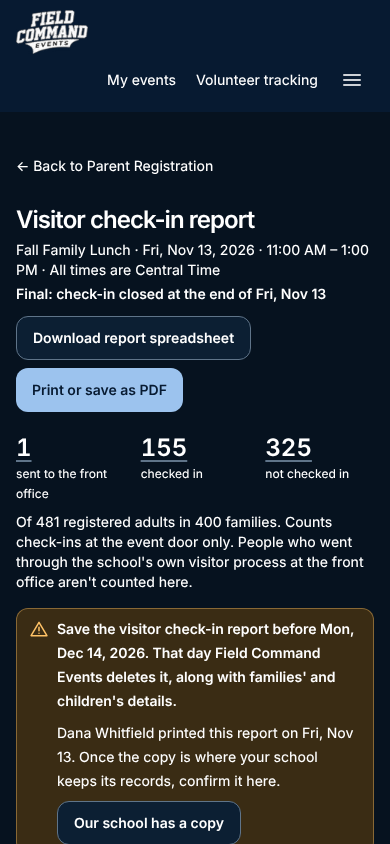 FIELD
COMMAND
EVENTS
My events Volunteer tracking
← Back to Parent Registration
Visitor check-in report
Fall Family Lunch · Fri, Nov 13, 2026 · 11:00 AM – 1:00
PM · All times are Central Time
Final: check-in closed at the end of Fri, Nov 13
Download report spreadsheet
Print or save as PDF
1 155 325
sent to the front checked in not checked in
office
Of 481 registered adults in 400 families. Counts
check-ins at the event door only. People who went
through the school's own visitor process at the front
office aren't counted here.
Save the visitor check-in report before Mon,
Dec 14, 2026. That day Field Command
Events deletes it, along with families' and
children's details.
Dana Whitfield printed this report on Fri, Nov
13. Once the copy is where your school
keeps its records, confirm it here.
Our school has a copy